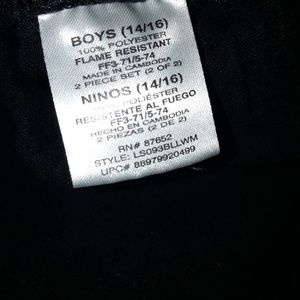 BOYS (14/16)
100% POLYESTER
FLAME RESISTANT
FF3-71/5-74
MADE IN CAMBODIA
2 PIECE SET (2 OF 2)
NINOS (14/16)
POLIÉSTER
RESISTENTE AL FUEGO
FF3-71/5-74
HECHO EN CAMBODIA
2 PIEZAS (2 DE 2)
RN# 87652
STYLE: LS093BLLWM
UPC# 88979920499